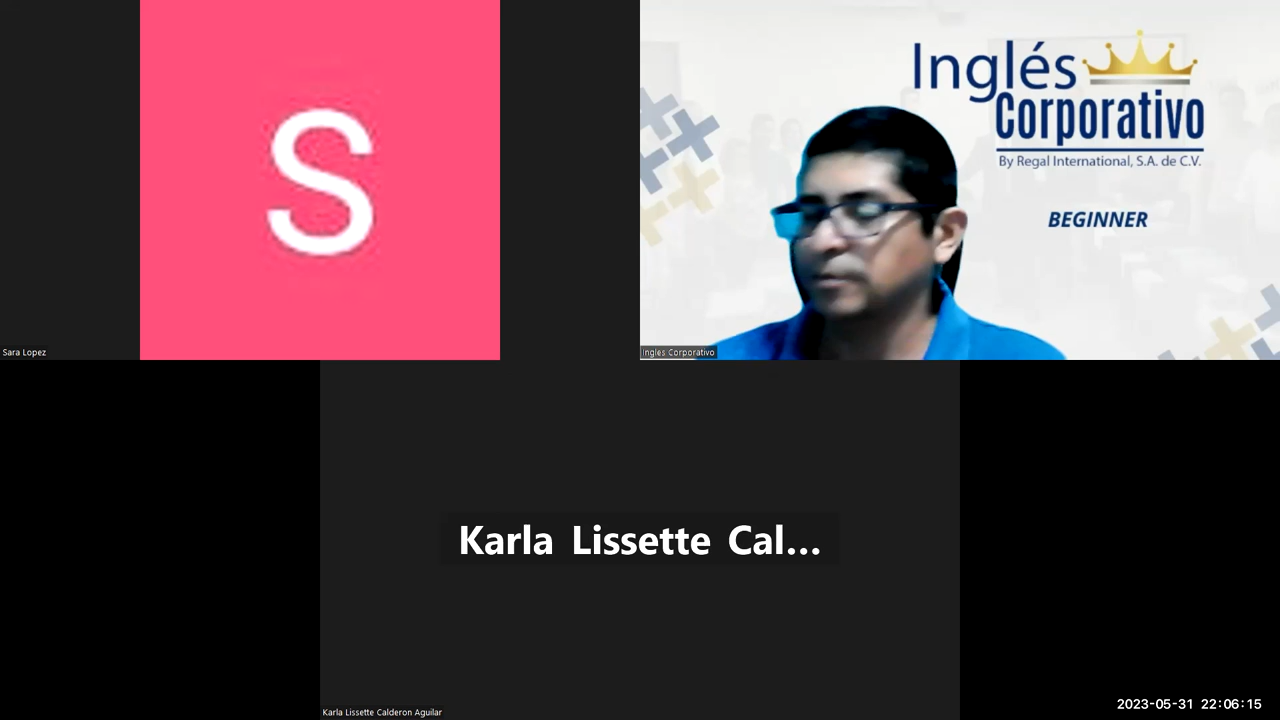 S
Sara Lopez
Inglés
Corporativo
By Regal International, S.A. de C.V.
BEGINNER
Ingles Corporativo
Karla Lissette Cal...
Karla Lissette Calderon Aguilar
2023-05-31 22:06:15